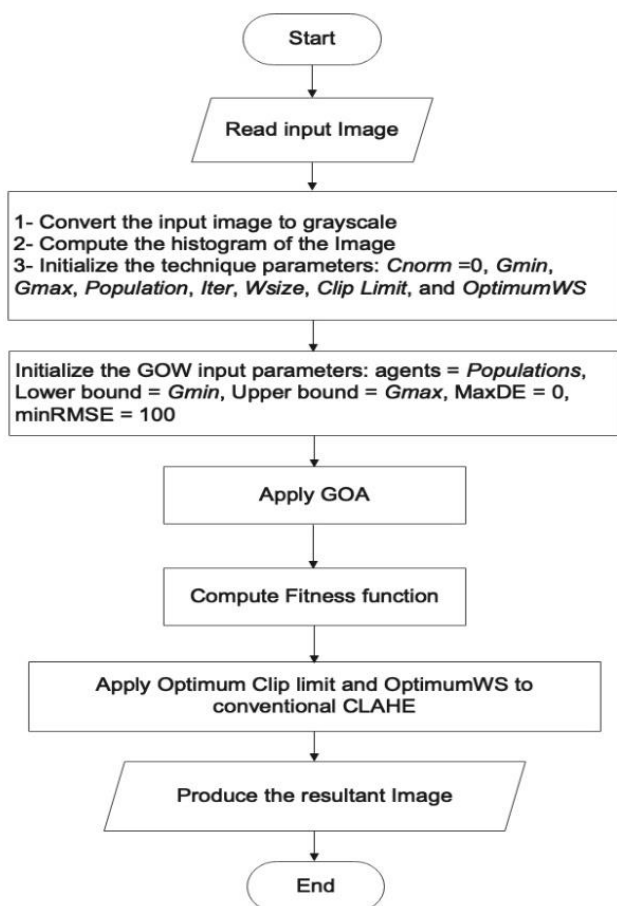 Start
Read input Image
1- Convert the input image to grayscale
2- Compute the histogram of the Image
3- Initialize the technique parameters: Cnorm =0, Gmin,
Gmax, Population, Iter, Wsize, Clip Limit, and OptimumWS
Initialize the GOW input parameters: agents = Populations,
Lower bound = Gmin, Upper bound = Gmax, MaxDE = 0,
minRMSE = 100
Apply GOA
Compute Fitness function
Apply Optimum Clip limit and OptimumWS to
conventional CLAHE
Produce the resultant Image
End